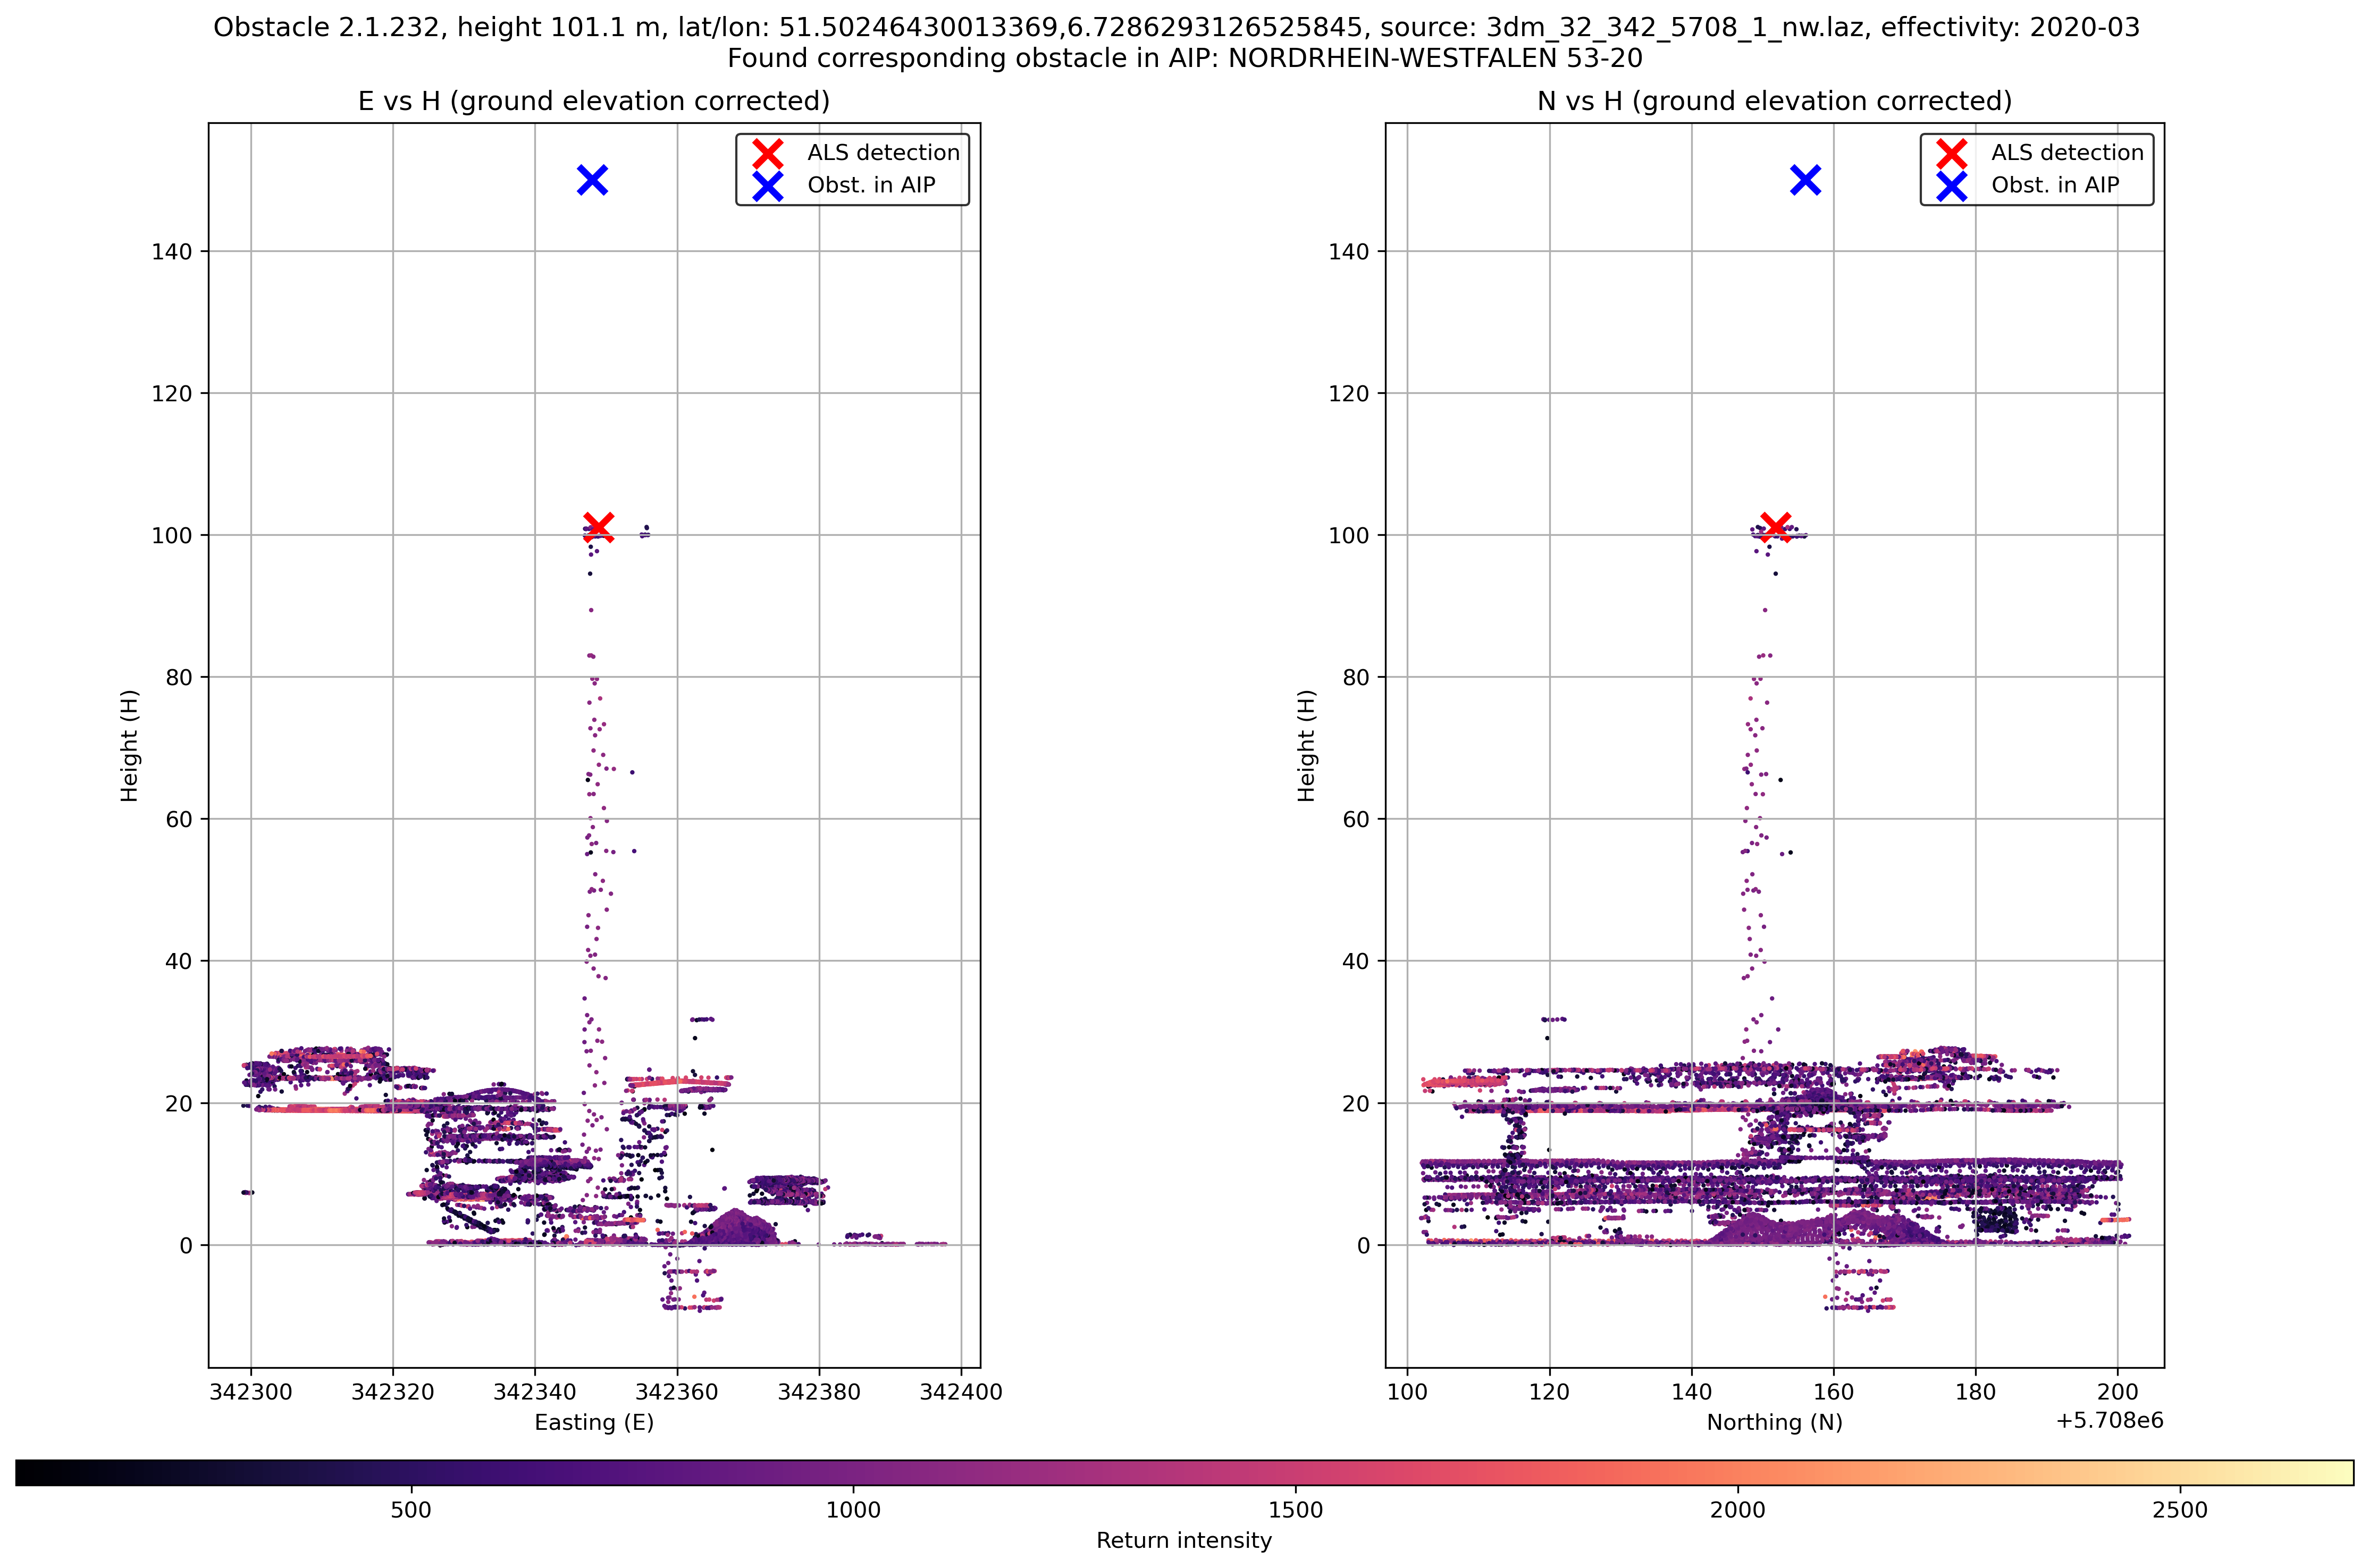 Obstacle 2.1.232, height 101.1 m, lat/lon: 51.50246430013369,6.7286293126525845, source: 3dm_32_342_5708_1_nw.laz, effectivity: 2020-03
Found corresponding obstacle in AIP: NORDRHEIN-WESTFALEN 53-20
E vs H (ground elevation corrected)
ALS detection
Obst. in AIP
140
120
100
80
60
40
20
0
Height (H)
342300 342320 342340 342360 342380 342400
Easting (E)
N vs H (ground elevation corrected)
ALS detection
Obst. in AIP
140
120
100
80
60
40
20
0
Height (H)
100 120 140 160 180 200
Northing (N)
+5.708e6
500 1000 1500 2000 2500
Return intensity